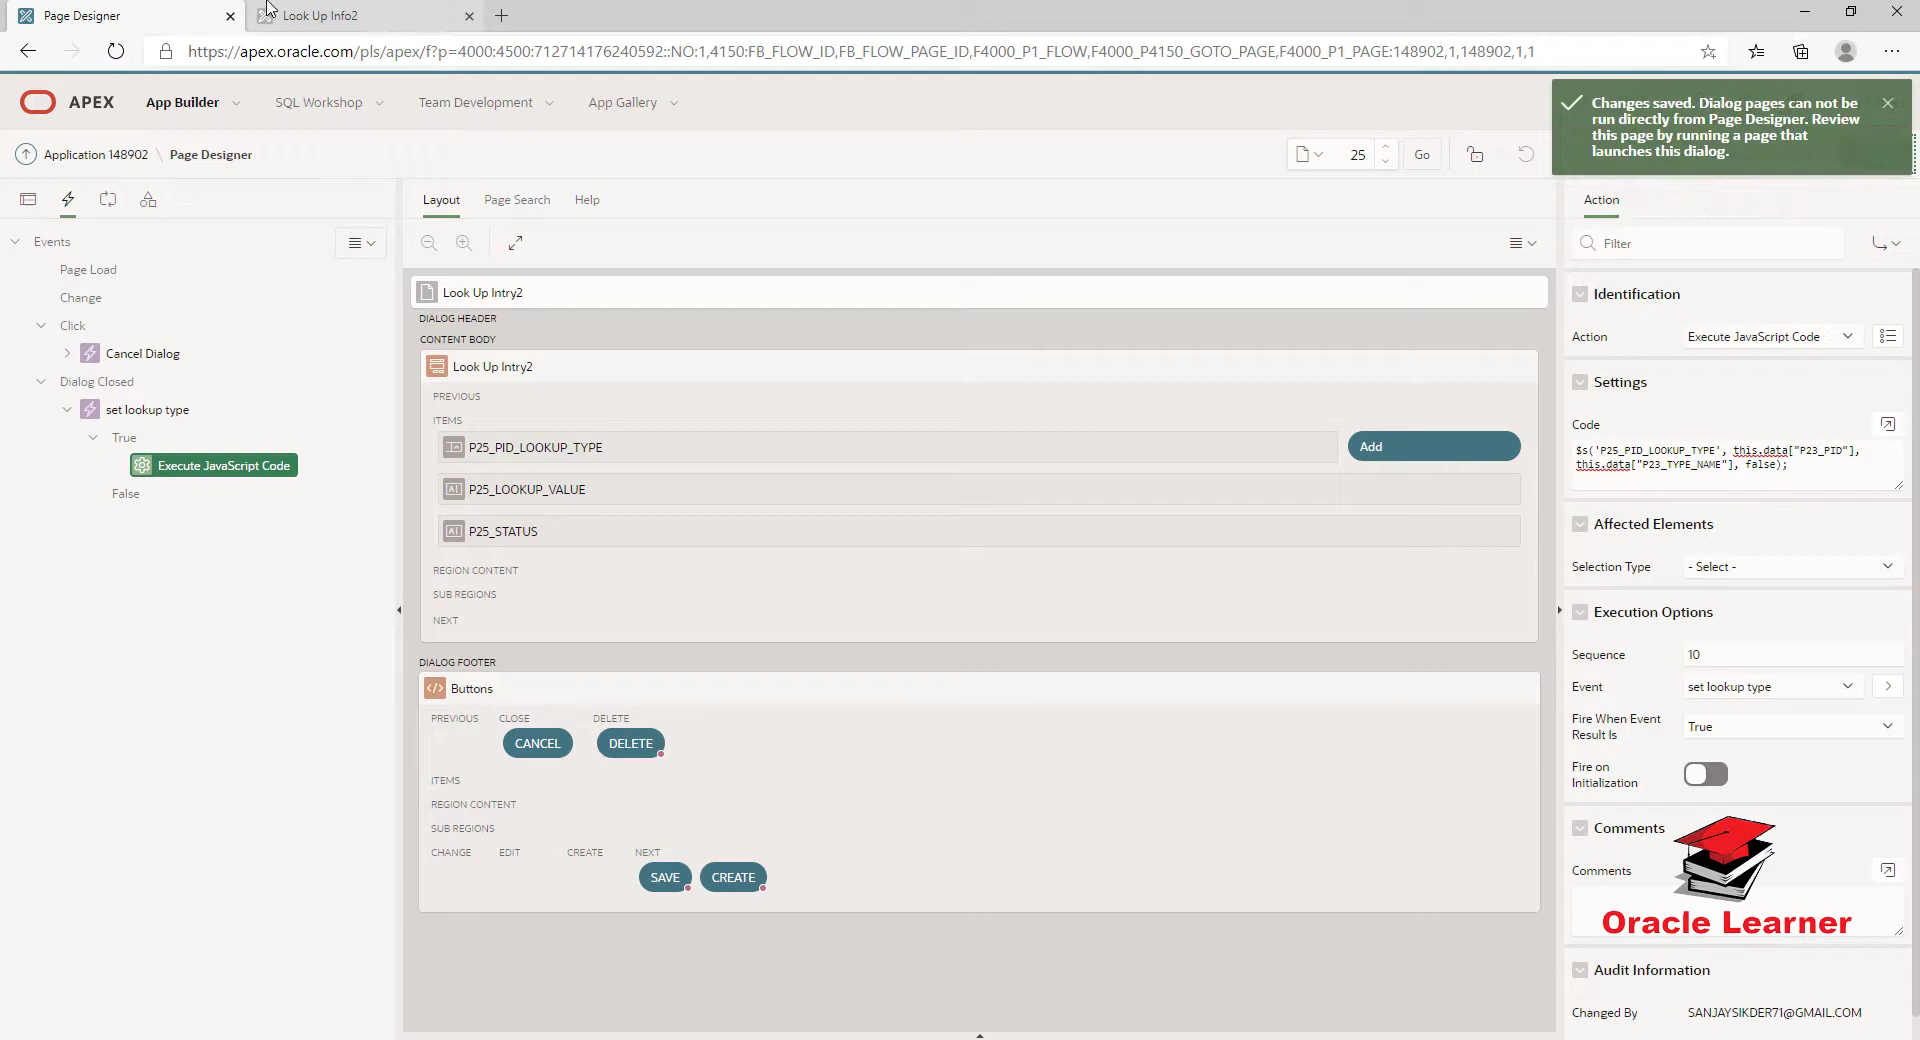 Page Designer
Look Up Info2
https://apex.oracle.com/pls/apex/f?p=4000:4500:712714176240592::NO:1,4150:FB_FLOW_ID,FB_FLOW_PAGE_ID,F4000_P1_FLOW,F4000_P4150_GOTO_PAGE,F4000_P1_PAGE:148902,1,148902,1,1
APEX
App Builder
SQL Workshop
Team Development
App Gallery
Changes saved. Dialog pages can not be
run directly from Page Designer. Review
this page by running a page that
launches this dialog.
Application 148902 \ Page Designer
25
Go
Layout
Page Search
Help
Action
Events
Page Load
Change
Click
Cancel Dialog
Dialog Closed
set lookup type
True
Execute JavaScript Code
False
Look Up Intry2
DIALOG HEADER
CONTENT BODY
Look Up Intry2
PREVIOUS
ITEMS
P25_PID_LOOKUP_TYPE
Add
P25_LOOKUP_VALUE
P25_STATUS
REGION CONTENT
SUB REGIONS
NEXT
DIALOG FOOTER
Buttons
PREVIOUS
CLOSE
DELETE
CANCEL
DELETE
ITEMS
REGION CONTENT
SUB REGIONS
CHANGE
EDIT
CREATE
NEXT
SAVE
CREATE
Filter
Identification
Action
Execute JavaScript Code
Settings
Code
$s('P25_PID_LOOKUP_TYPE', this.data["P23_PID"],
this.data["P23_TYPE_NAME"], false);
Affected Elements
Selection Type
- Select -
Execution Options
Sequence
10
Event
set lookup type
Fire When Event
Result Is
True
Fire on
Initialization
Comments
Comments
Oracle Learner
Audit Information
Changed By
SANJAYSIKDER71@GMAIL.COM